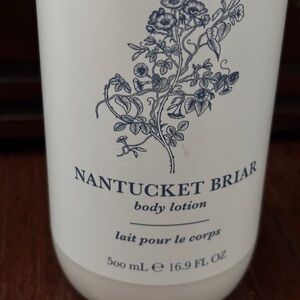 NANTUCKET BRIAR
body lotion
lait pour le corps
500 mL ℮ 16.9 FL OZ